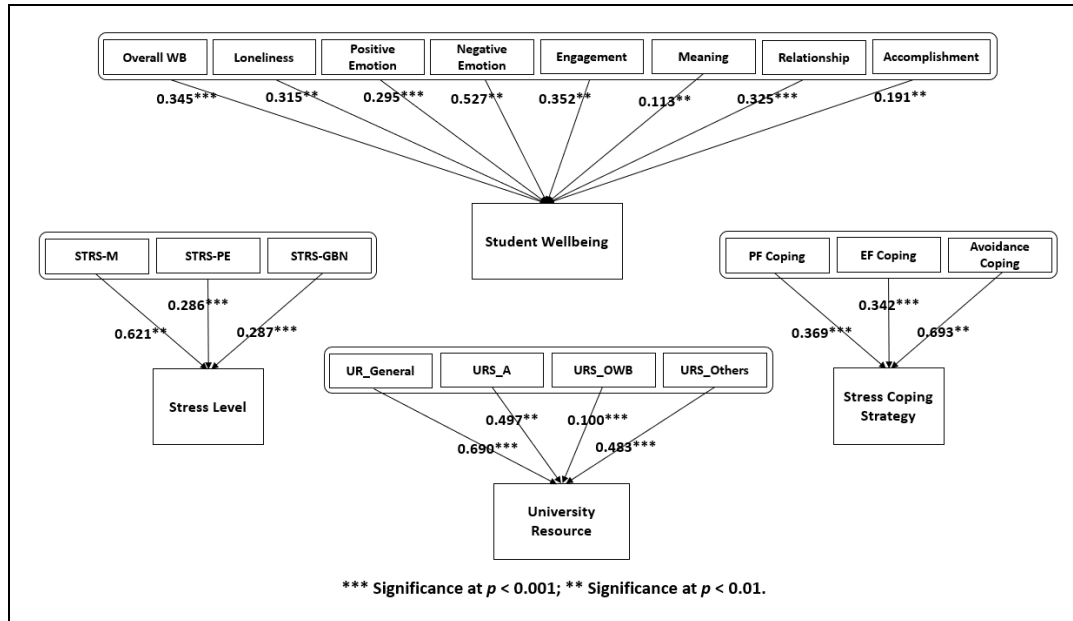 Overall WB
Loneliness
Positive
Emotion
Negative
Emotion
Engagement
Meaning
Relationship
Accomplishment
0.345***
0.315**
0.295***
0.527**
0.352**
0.113**
0.325***
0.191**
Student Wellbeing
STRS-M
STRS-PE
STRS-GBN
0.621**
0.286***
0.287***
Stress Level
PF Coping
EF Coping
Avoidance
Coping
0.369***
0.342***
0.693**
Stress Coping
Strategy
UR_General
URS_A
URS_OWB
URS_Others
0.690***
0.497**
0.100***
0.483***
University
Resource
*** Significance at p < 0.001; ** Significance at p < 0.01.